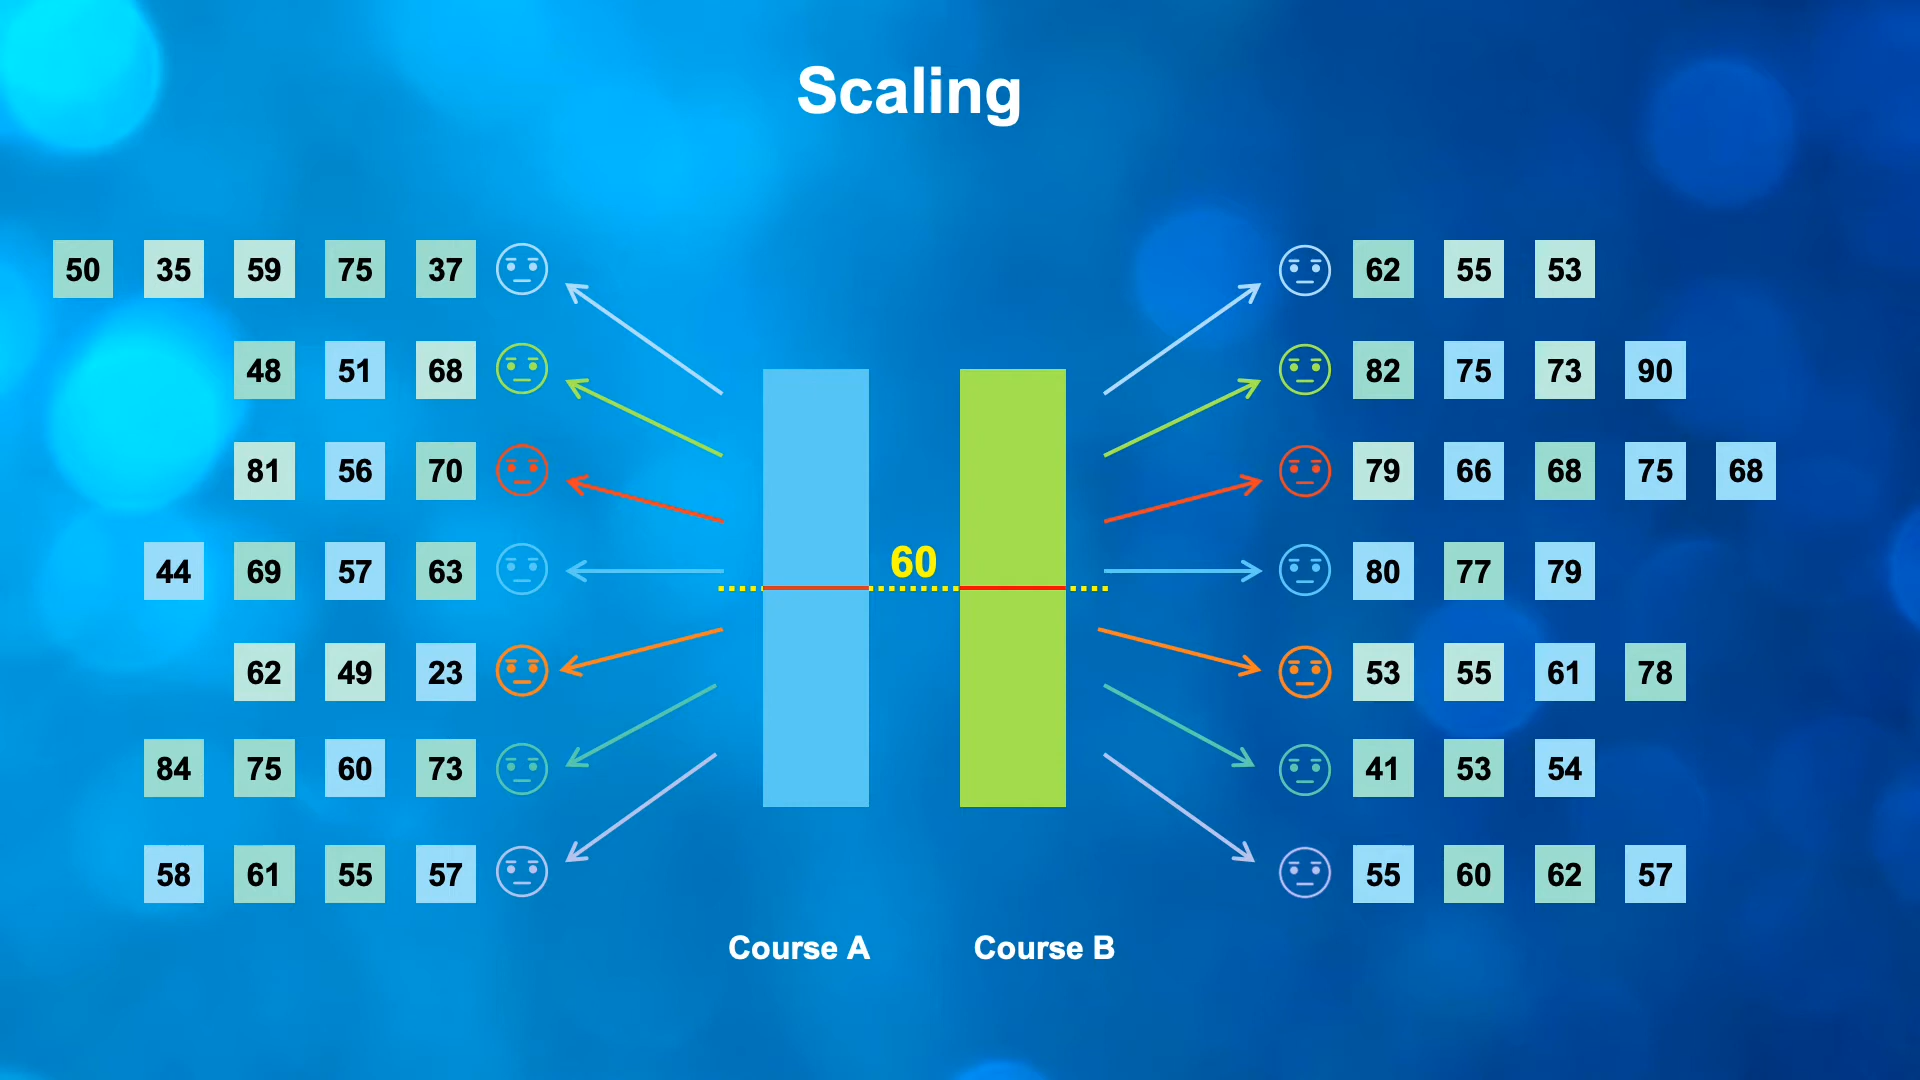 Scaling
50 35 59 75 37 62 55 53
48 51 68 82 75 73 90
81 56 70 79 66 68 75 68
60
44 69 57 63 80 77 79
62 49 23 53 55 61 78
84 75 60 73 41 53 54
58 61 55 57 55 60 62 57
Course A Course B